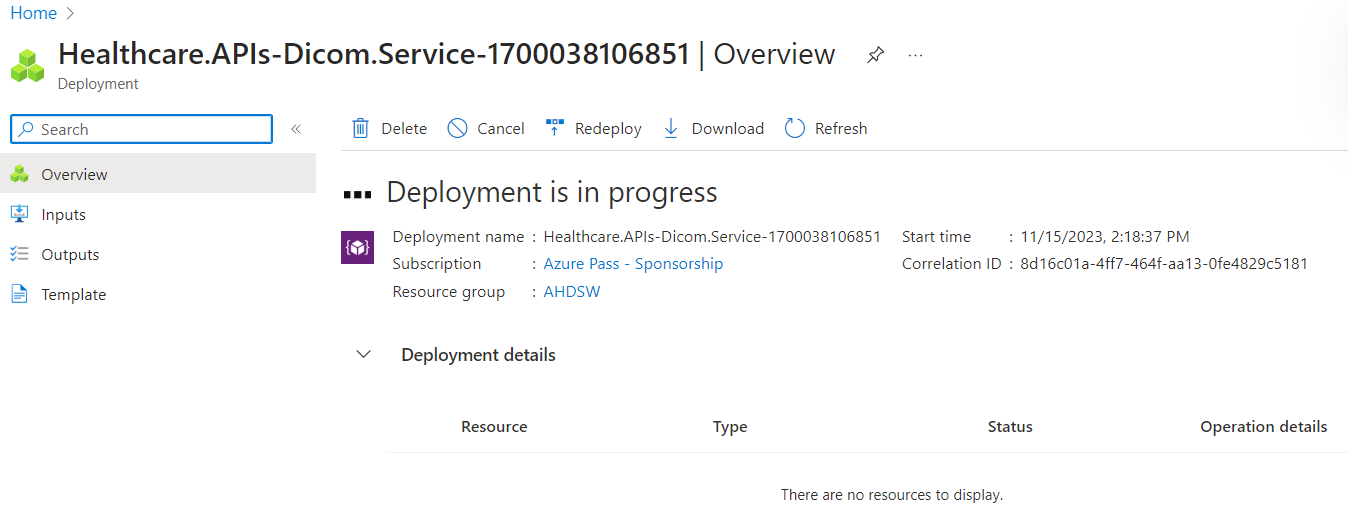 Home
Healthcare.APIs-Dicom.Service-1700038106851 | Overview
Deployment
Search
Delete Cancel Redeploy Download Refresh
Overview
Inputs
Outputs
Template
Deployment is in progress
Deployment name : Healthcare.APIs-Dicom.Service-1700038106851 Start time : 11/15/2023, 2:18:37 PM
Subscription : Azure Pass - Sponsorship Correlation ID : 8d16c01a-4ff7-464f-aa13-0fe4829c5181
Resource group : AHDSW
Deployment details
Resource Type Status Operation details
There are no resources to display.